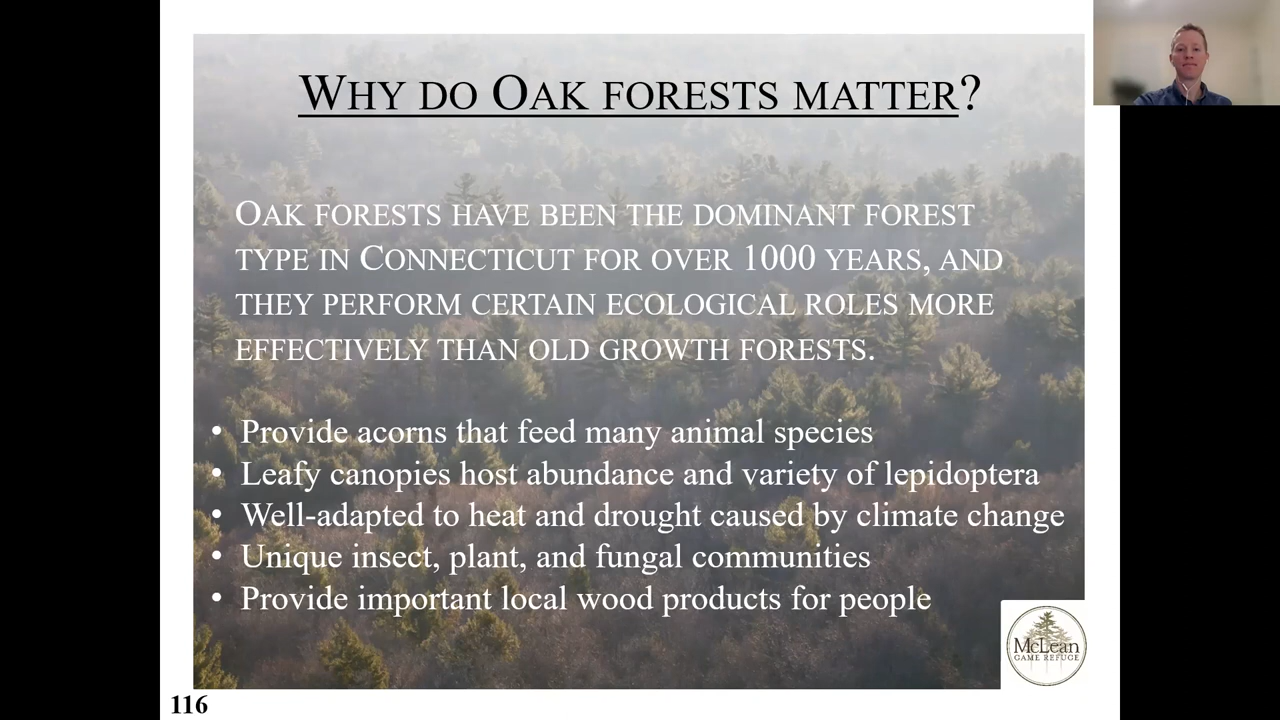 WHY DO OAK FORESTS MATTER?
OAK FORESTS HAVE BEEN THE DOMINANT FOREST
TYPE IN CONNECTICUT FOR OVER 1000 YEARS, AND
THEY PERFORM CERTAIN ECOLOGICAL ROLES MORE
EFFECTIVELY THAN OLD GROWTH FORESTS.
• Provide acorns that feed many animal species
• Leafy canopies host abundance and variety of lepidoptera
• Well-adapted to heat and drought caused by climate change
• Unique insect, plant, and fungal communities
• Provide important local wood products for people
McLean
GAME REFUGE
116